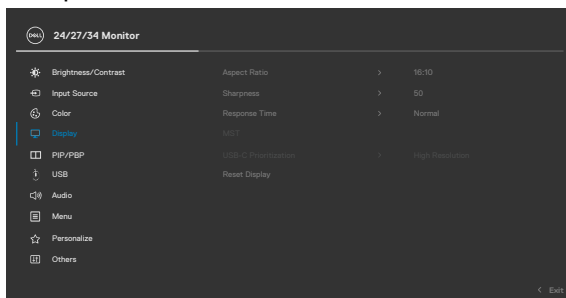 DELL 24/27/34 Monitor
Brightness/Contrast Aspect Ratio > 16:10
Input Source Sharpness > 50
Color Response Time > Normal
Display MST
PIP/PBP USB-C Prioritization > High Resolution
USB Reset Display
Audio
Menu
Personalize
Others
< Exit